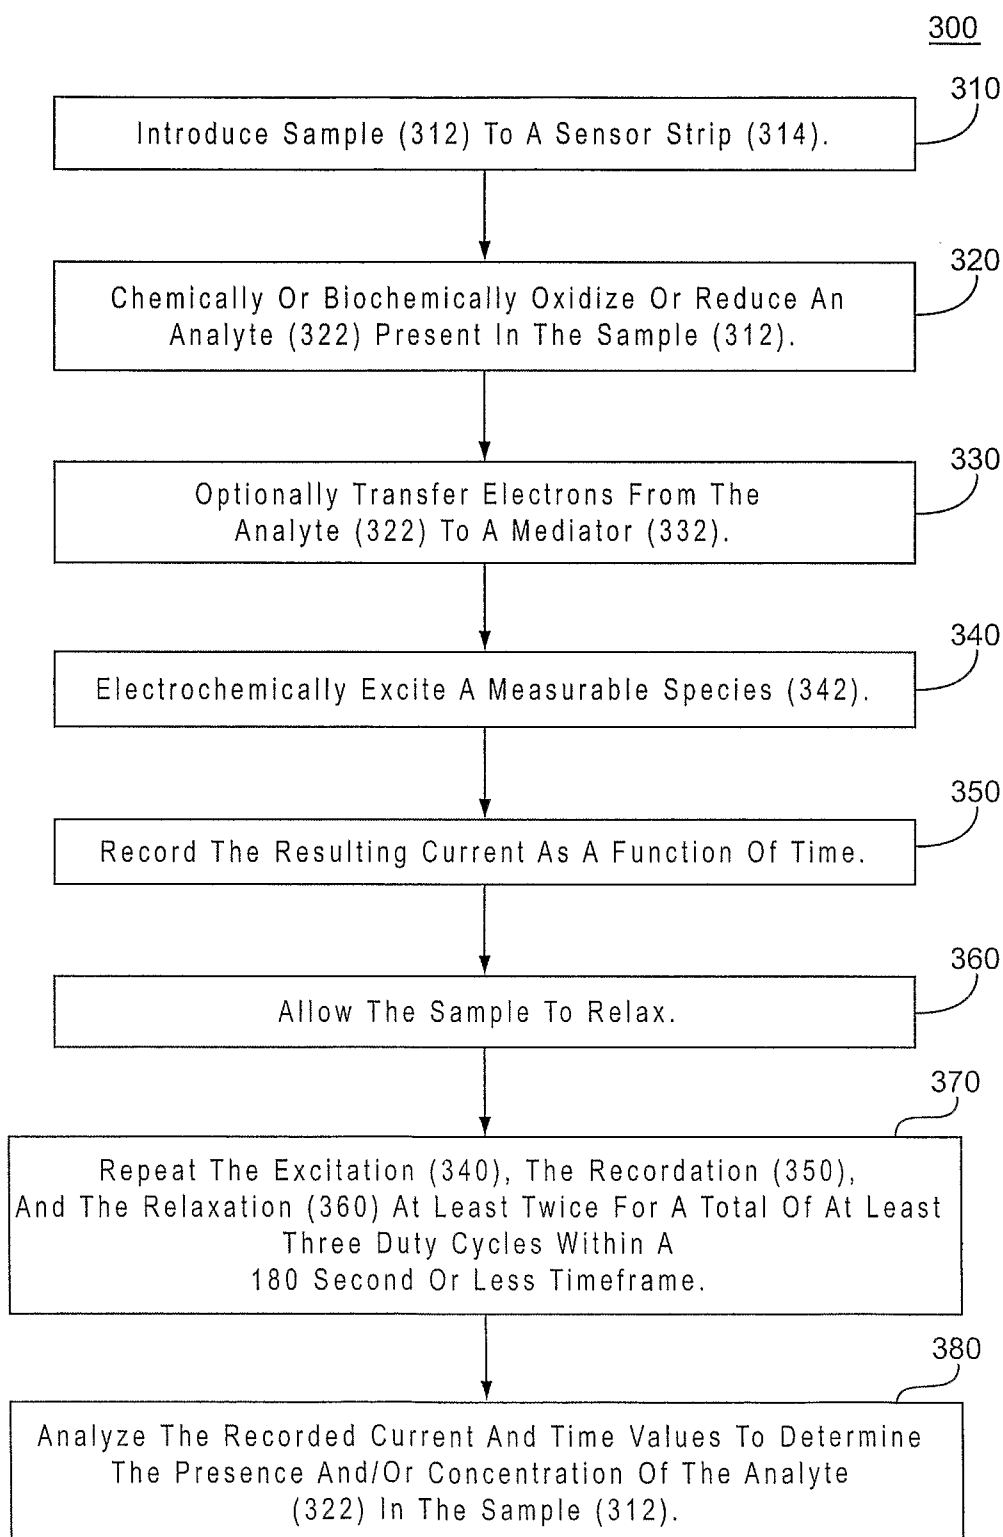 300
310
Introduce Sample (312) To A Sensor Strip (314).
320
Chemically Or Biochemically Oxidize Or Reduce An
Analyte (322) Present In The Sample (312).
330
Optionally Transfer Electrons From The
Analyte (322) To A Mediator (332).
340
Electrochemically Excite A Measurable Species (342).
350
Record The Resulting Current As A Function Of Time.
360
Allow The Sample To Relax.
370
Repeat The Excitation (340), The Recordation (350),
And The Relaxation (360) At Least Twice For A Total Of At Least
Three Duty Cycles Within A
180 Second Or Less Timeframe.
380
Analyze The Recorded Current And Time Values To Determine
The Presence And/Or Concentration Of The Analyte
(322) In The Sample (312).